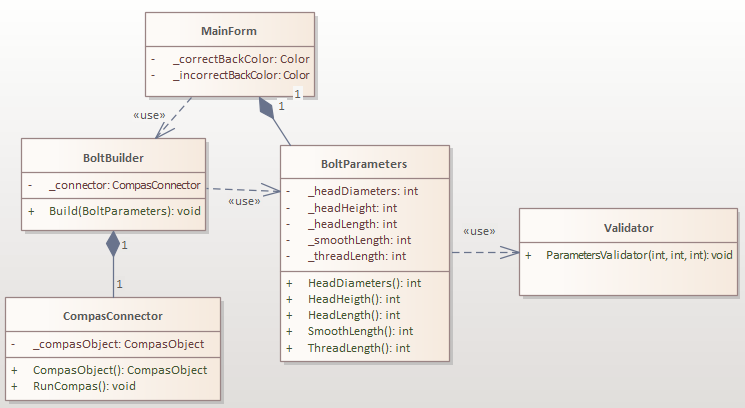 MainForm
- _correctBackColor: Color
- _incorrectBackColor: Color
1
1
«use»
BoltBuilder
- _connector: CompasConnector
+ Build(BoltParameters): void
«use»
BoltParameters
- _headDiameters: int
- _headHeight: int
- _headLength: int
- _smoothLength: int
- _threadLength: int
+ HeadDiameters(): int
+ HeadHeigth(): int
+ HeadLength(): int
+ SmoothLength(): int
+ ThreadLength(): int
«use»
Validator
+ ParametersValidator(int, int, int): void
1
1
CompasConnector
- _compasObject: CompasObject
+ CompasObject(): CompasObject
+ RunCompas(): void